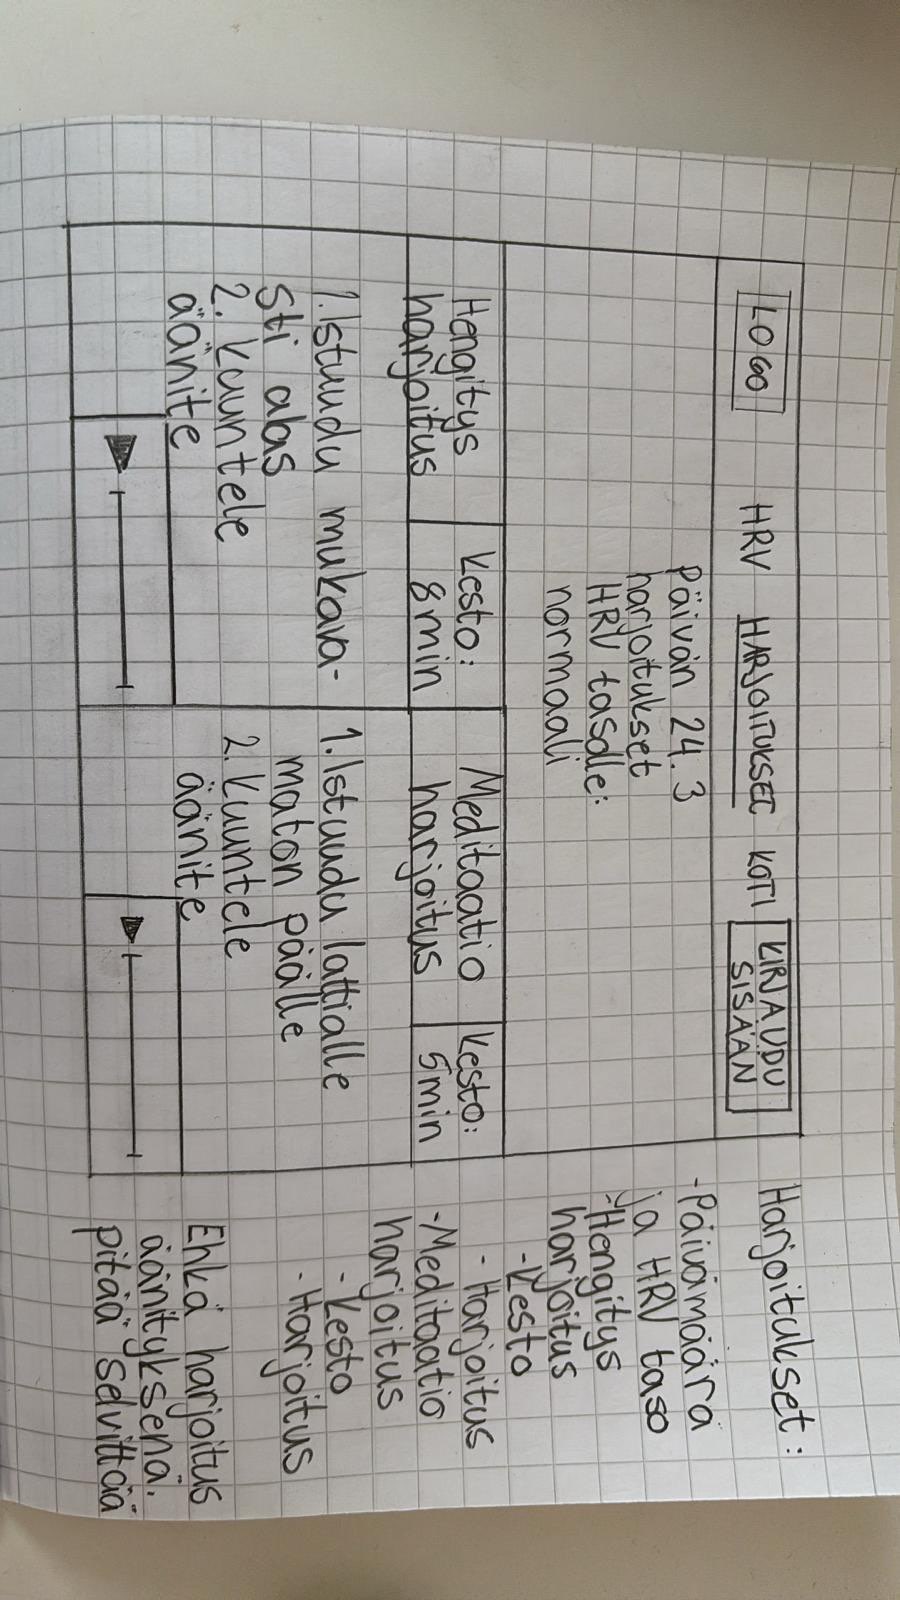 LOGO HRV HARJOITUKSET KOTI KIRJAUDU
SISÄÄN
Päivän 24.3
harjoitukset
HRV tasolle:
normaali
Hengitys
harjoitus
Kesto:
8min
Meditaatio
harjoitus
Kesto:
5min
1. Istuudu mukava-
sti alas
2. Kuuntele
äänite
1. Istuudu lattialle
maton päälle
2. Kuuntele
äänite
Harjoitukset:
-Päivämäärä
ja HRV taso
-Hengitys
harjoitus
-Kesto
- Harjoitus
-Meditaatio
harjoitus
- Kesto
- Harjoitus
Ehkä harjoitus
äänityksenä.
pitää selvittää